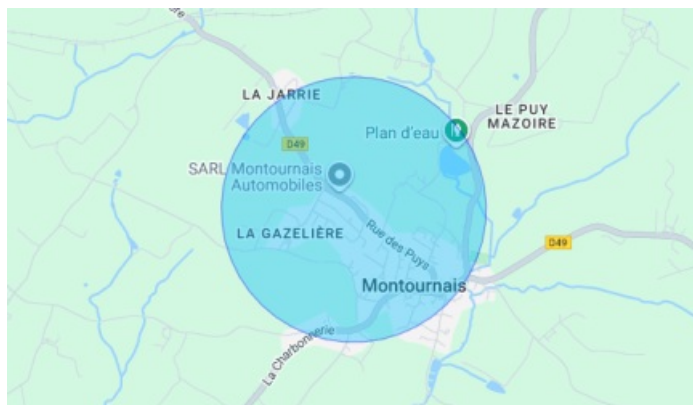 LA JARRIE
LE PUY
MAZOIRE
Plan d'eau
D49
SARL Montournais
Automobiles
LA GAZELIÈRE
Rue des Puys
D49
Montournais
La Charbonnerie